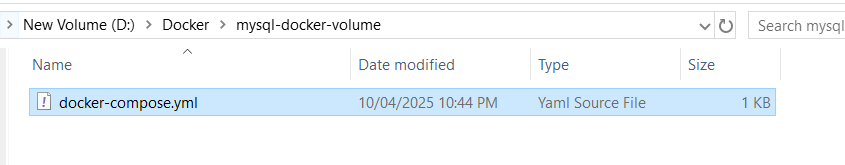 New Volume (D:) > Docker > mysql-docker-volume
Search mysql
Name Date modified Type Size
docker-compose.yml 10/04/2025 10:44 PM Yaml Source File 1 KB